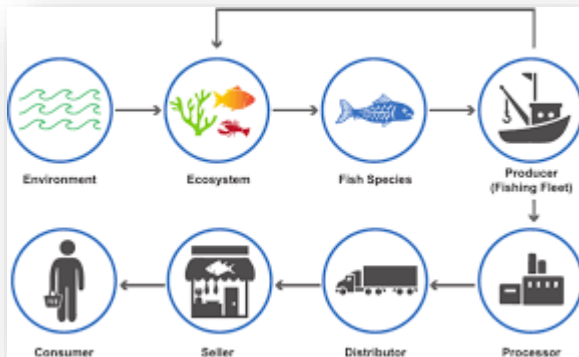 Environment
Ecosystem
Fish Species
Producer
(Fishing Fleet)
Consumer
Seller
Distributor
Processor